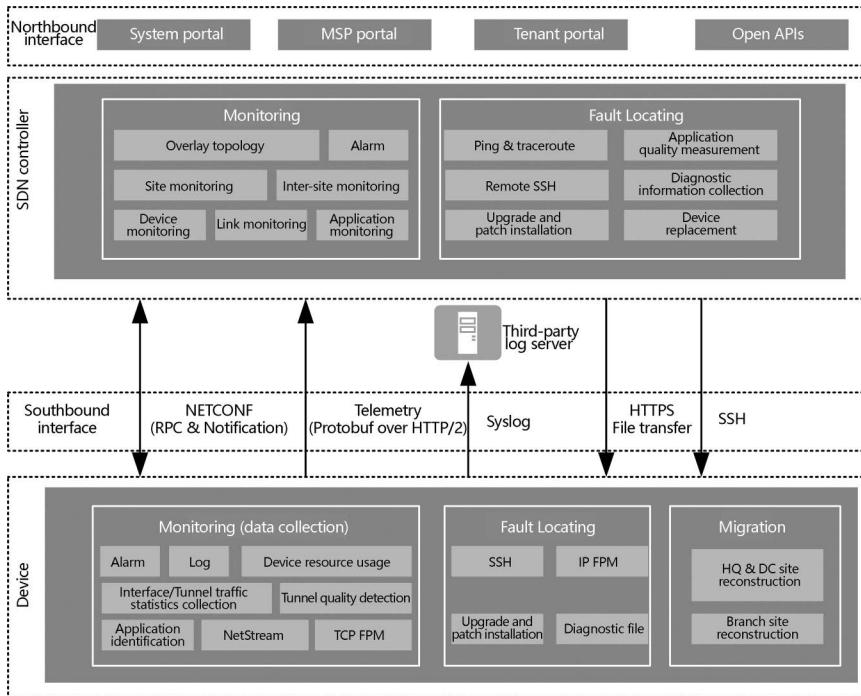 Northbound
interface
System portal
MSP portal
Tenant portal
Open APIs
SDN controller
Monitoring
Overlay topology
Alarm
Site monitoring
Inter-site monitoring
Device
monitoring
Link monitoring
Application
monitoring
Fault Locating
Ping & traceroute
Application
quality measurement
Remote SSH
Diagnostic
information collection
Upgrade and
patch installation
Device
replacement
Third-party
log server
Southbound
interface
NETCONF
(RPC & Notification)
Telemetry
(Protobuf over HTTP/2)
Syslog
HTTPS
File transfer
SSH
Device
Monitoring (data collection)
Alarm
Log
Device resource usage
Interface/Tunnel traffic
statistics collection
Tunnel quality detection
Application
identification
NetStream
TCP FPM
Fault Locating
SSH
IP FPM
Upgrade and
patch installation
Diagnostic file
Migration
HQ & DC site
reconstruction
Branch site
reconstruction